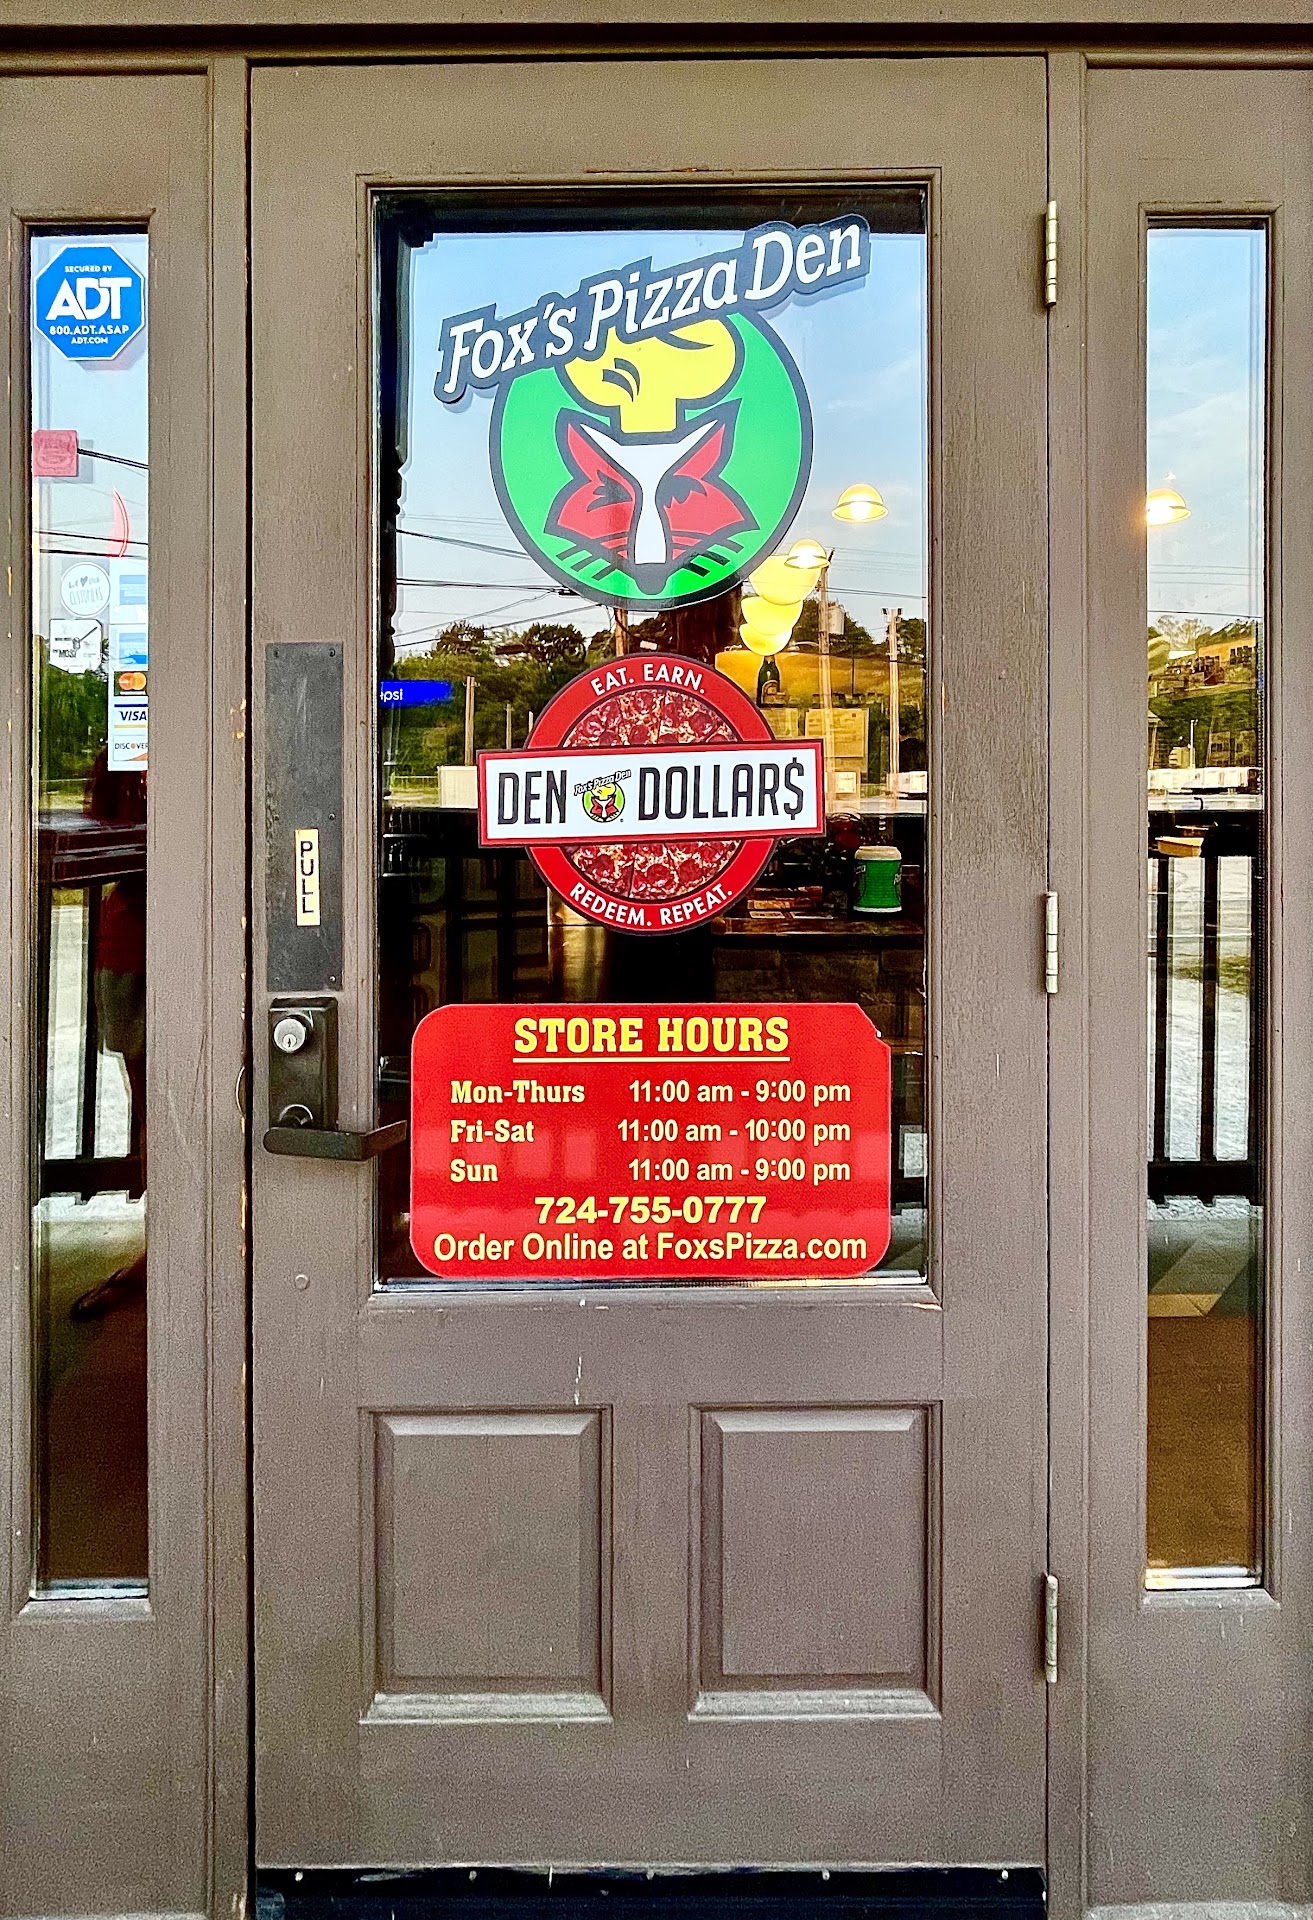 SECURED BY
ADT
800.ADT.ASAP
ADT.COM
Fox's Pizza Den
psi
VISA
DISCOVER
EAT. EARN.
DEN Fox's Pizza Den DOLLAR$
REDEEM. REPEAT.
PULL
STORE HOURS
Mon-Thurs 11:00 am - 9:00 pm
Fri-Sat 11:00 am - 10:00 pm
Sun 11:00 am - 9:00 pm
724-755-0777
Order Online at FoxsPizza.com